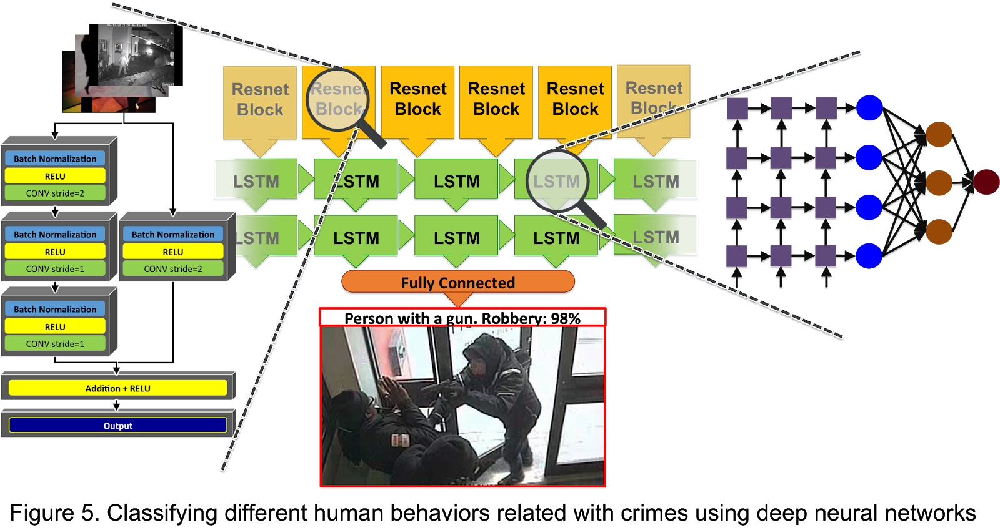 Batch Normalization
RELU
CONV stride=2
Batch Normalization
RELU
CONV stride=1
Batch Normalization
RELU
CONV stride=2
Batch Normalization
RELU
CONV stride=1
Addition + RELU
Output
Resnet
Block
Resnet
Block
Resnet
Block
Resnet
Block
Resnet
Block
Resnet
Block
LSTM
LSTM
LSTM
LSTM
LSTM
LSTM
LSTM
LSTM
LSTM
LSTM
Fully Connected
Person with a gun. Robbery: 98%
Figure 5. Classifying different human behaviors related with crimes using deep neural networks